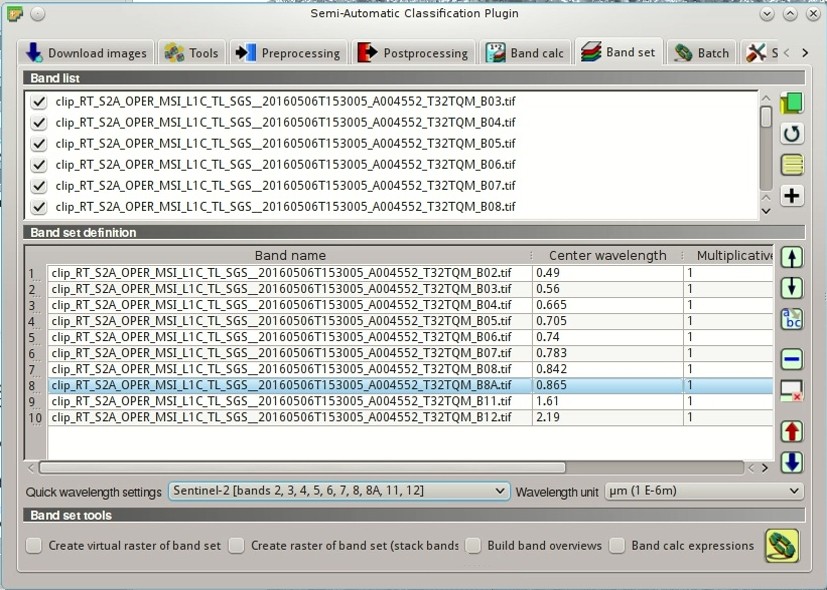 Semi-Automatic Classification Plugin
Download images Tools Preprocessing Postprocessing Band calc Band set Batch S
Band list
clip_RT_S2A_OPER_MSI_L1C_TL_SGS__20160506T153005_A004552_T32TQM_B03.tif
clip_RT_S2A_OPER_MSI_L1C_TL_SGS__20160506T153005_A004552_T32TQM_B04.tif
clip_RT_S2A_OPER_MSI_L1C_TL_SGS__20160506T153005_A004552_T32TQM_B05.tif
clip_RT_S2A_OPER_MSI_L1C_TL_SGS__20160506T153005_A004552_T32TQM_B06.tif
clip_RT_S2A_OPER_MSI_L1C_TL_SGS__20160506T153005_A004552_T32TQM_B07.tif
clip_RT_S2A_OPER_MSI_L1C_TL_SGS__20160506T153005_A004552_T32TQM_B08.tif
Band set definition
Band name Center wavelength Multiplicative
1 clip_RT_S2A_OPER_MSI_L1C_TL_SGS__20160506T153005_A004552_T32TQM_B02.tif 0.49 1
2 clip_RT_S2A_OPER_MSI_L1C_TL_SGS__20160506T153005_A004552_T32TQM_B03.tif 0.56 1
3 clip_RT_S2A_OPER_MSI_L1C_TL_SGS__20160506T153005_A004552_T32TQM_B04.tif 0.665 1
4 clip_RT_S2A_OPER_MSI_L1C_TL_SGS__20160506T153005_A004552_T32TQM_B05.tif 0.705 1
5 clip_RT_S2A_OPER_MSI_L1C_TL_SGS__20160506T153005_A004552_T32TQM_B06.tif 0.74 1
6 clip_RT_S2A_OPER_MSI_L1C_TL_SGS__20160506T153005_A004552_T32TQM_B07.tif 0.783 1
7 clip_RT_S2A_OPER_MSI_L1C_TL_SGS__20160506T153005_A004552_T32TQM_B08.tif 0.842 1
8 clip_RT_S2A_OPER_MSI_L1C_TL_SGS__20160506T153005_A004552_T32TQM_B8A.tif 0.865 1
9 clip_RT_S2A_OPER_MSI_L1C_TL_SGS__20160506T153005_A004552_T32TQM_B11.tif 1.61 1
10 clip_RT_S2A_OPER_MSI_L1C_TL_SGS__20160506T153005_A004552_T32TQM_B12.tif 2.19 1
a bc
Quick wavelength settings Sentinel-2 [bands 2, 3, 4, 5, 6, 7, 8, 8A, 11, 12] Wavelength unit µm (1 E-6m)
Band set tools
Create virtual raster of band set Create raster of band set (stack bands Build band overviews Band calc expressions